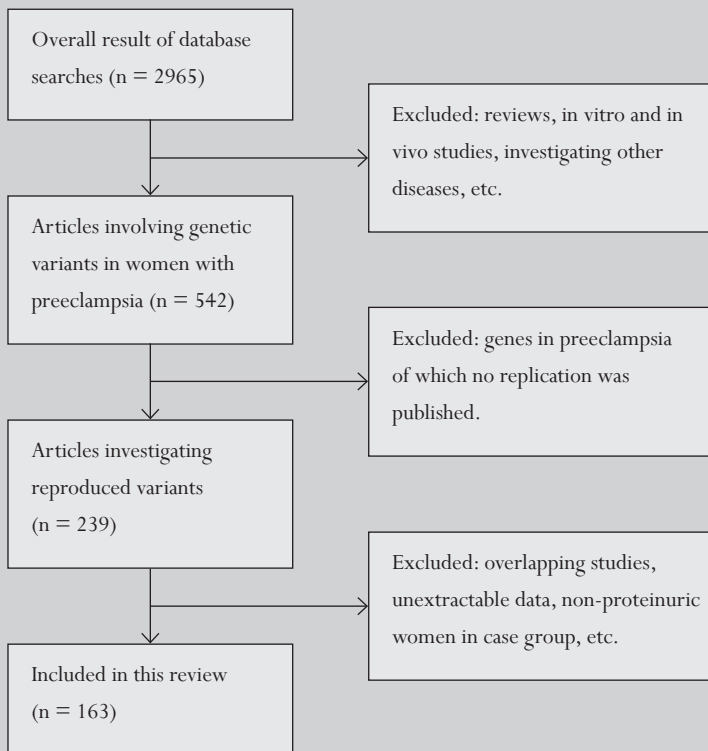 Overall result of database
searches (n = 2965)
Excluded: reviews, in vitro and in
vivo studies, investigating other
diseases, etc.
Articles involving genetic
variants in women with
preeclampsia (n = 542)
Excluded: genes in preeclampsia
of which no replication was
published.
Articles investigating
reproduced variants
(n = 239)
Excluded: overlapping studies,
unextractable data, non-proteinuric
women in case group, etc.
Included in this review
(n = 163)